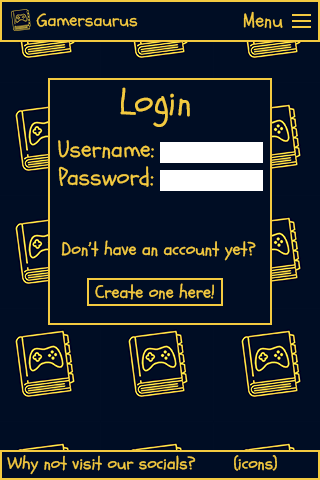 Gamersaurus
Menu
Login
Username:
Password:
Don't have an account yet?
Create one here!
Why not visit our socials? (icons)